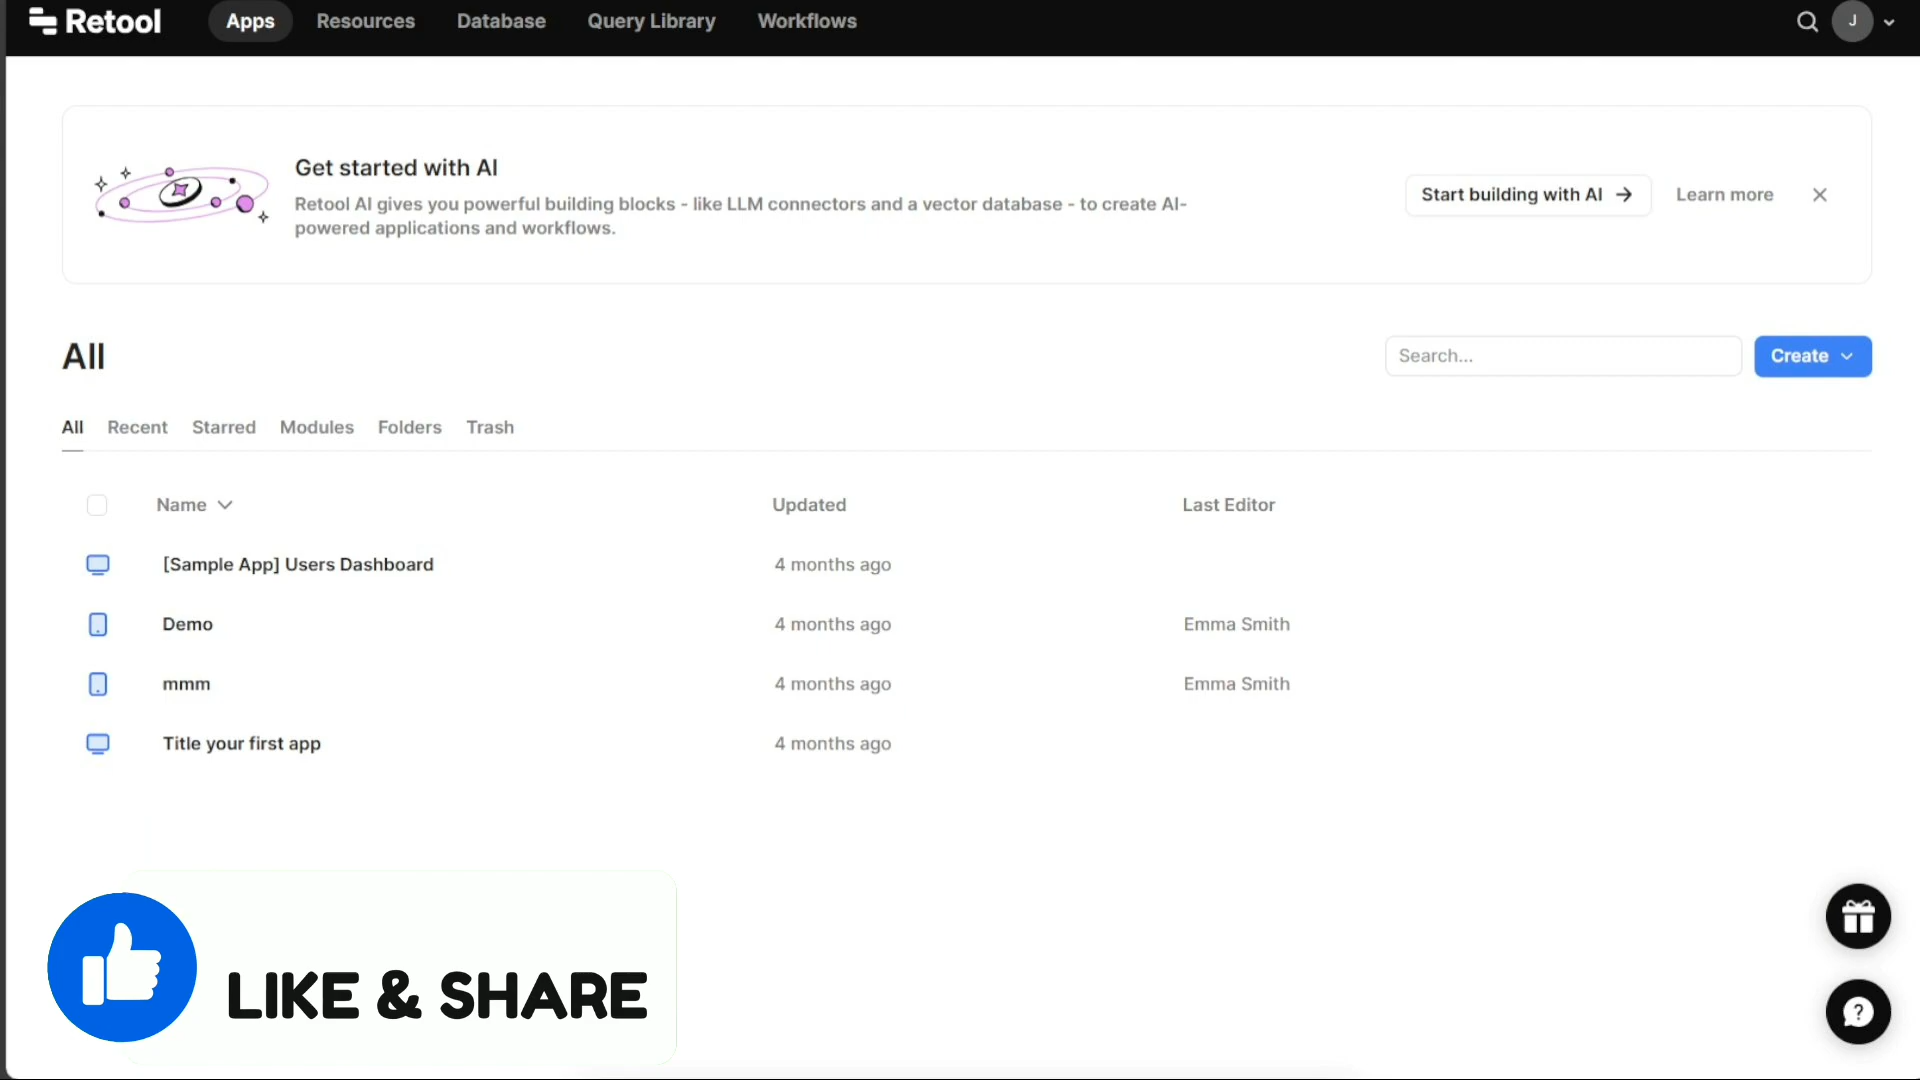 Retool Apps Resources Database Query Library Workflows J
Get started with AI
Retool AI gives you powerful building blocks - like LLM connectors and a vector database - to create AI-
powered applications and workflows.
Start building with AI → Learn more
All
Search... Create
All Recent Starred Modules Folders Trash
Name Updated Last Editor
[Sample App] Users Dashboard 4 months ago
Demo 4 months ago Emma Smith
mmm 4 months ago Emma Smith
Title your first app 4 months ago
LIKE & SHARE
?